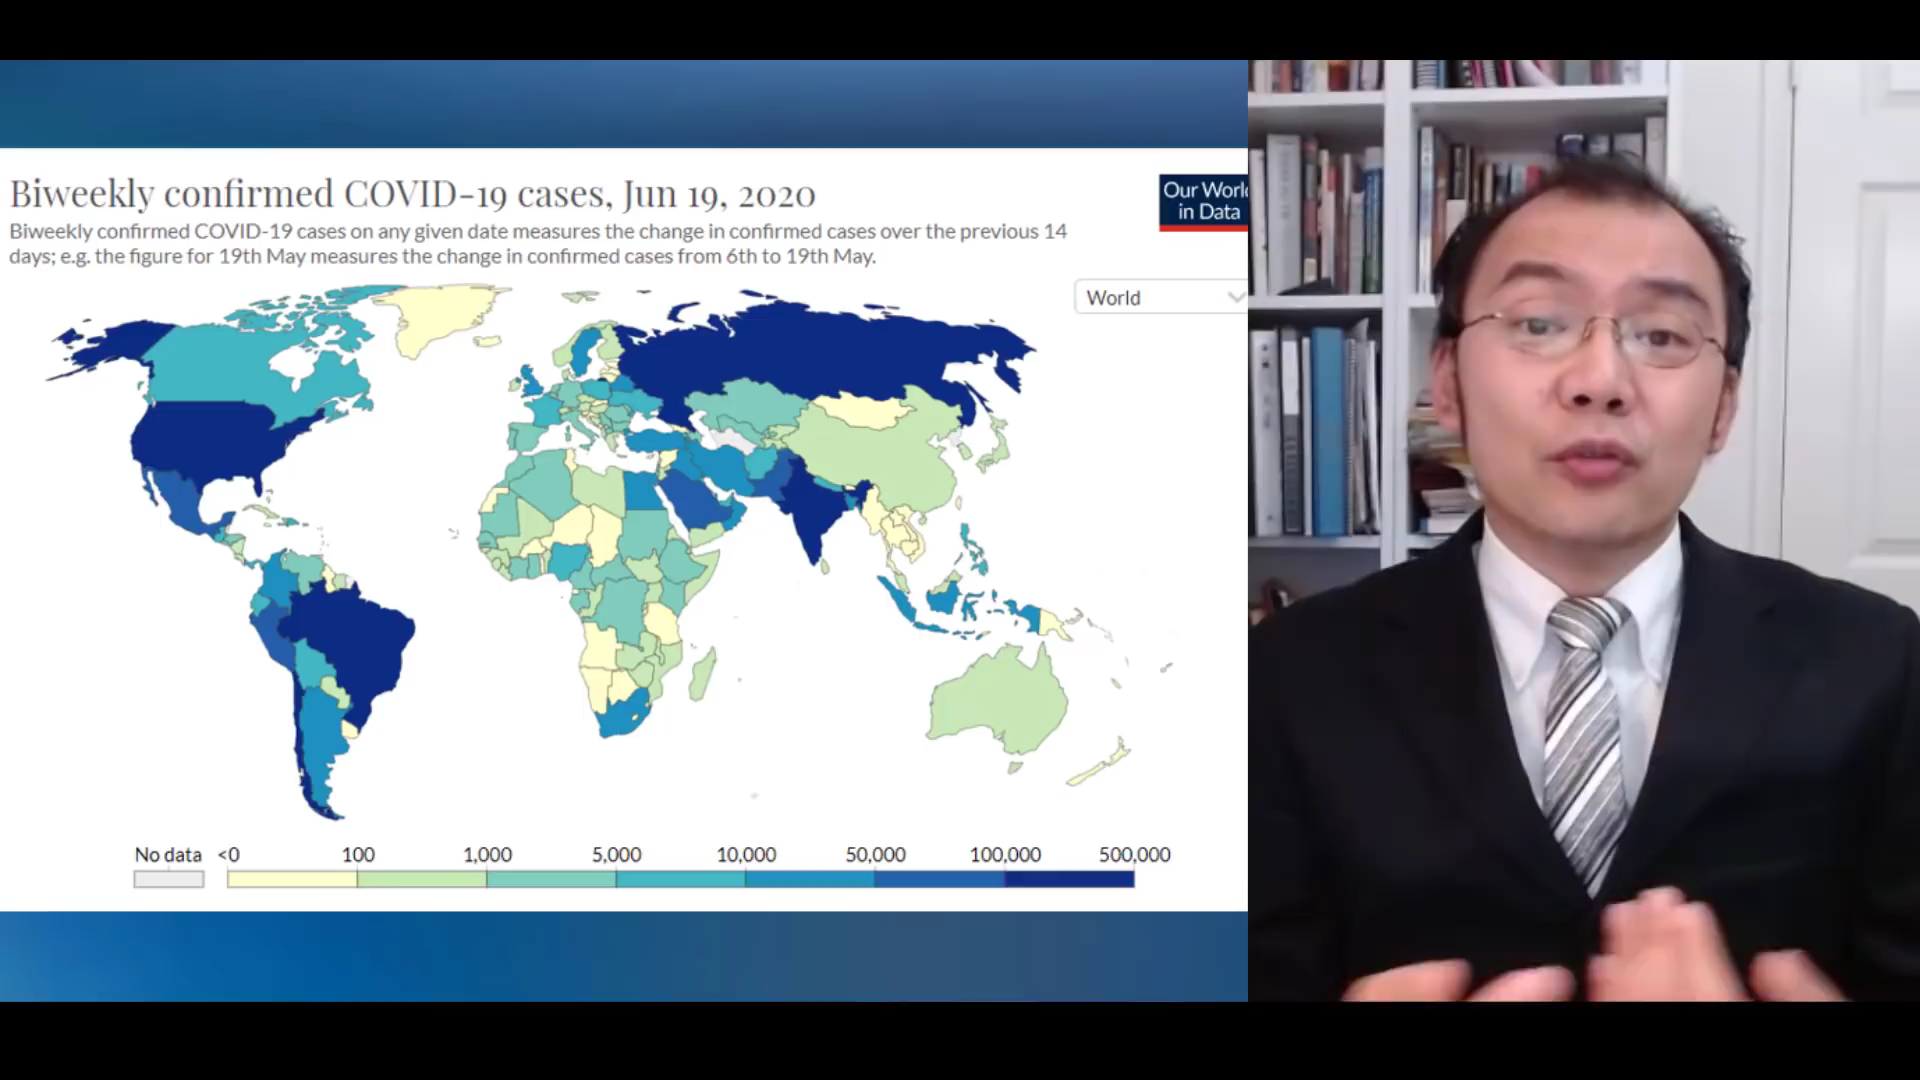 Biweekly confirmed COVID-19 cases, Jun 19, 2020
Our World
in Data
Biweekly confirmed COVID-19 cases on any given date measures the change in confirmed cases over the previous 14
days; e.g. the figure for 19th May measures the change in confirmed cases from 6th to 19th May.
World
No data <0 100 1,000 5,000 10,000 50,000 100,000 500,000